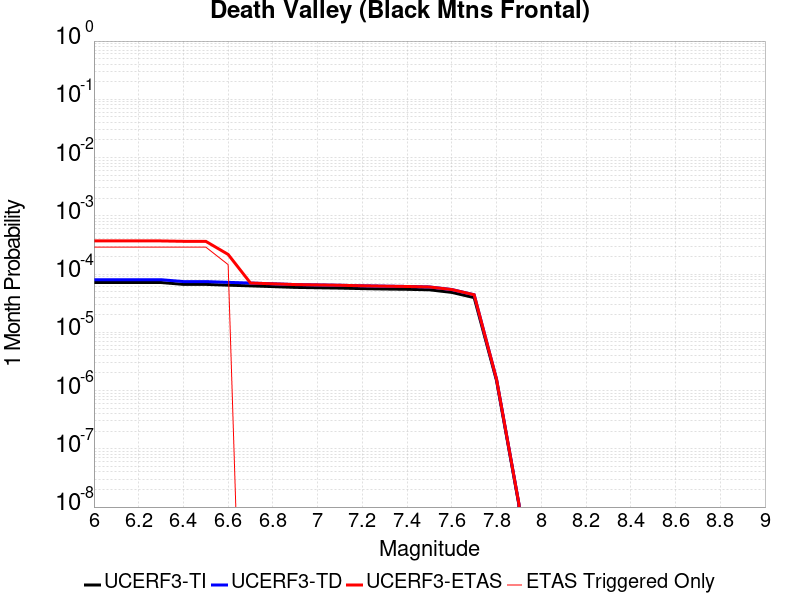 Death Valley (Black Mtns Frontal)
10^0
10^-1
10^-2
10^-3
10^-4
10^-5
10^-6
10^-7
10^-8
1 Month Probability
6 6.2 6.4 6.6 6.8 7 7.2 7.4 7.6 7.8 8 8.2 8.4 8.6 8.8 9
Magnitude
UCERF3-TI UCERF3-TD UCERF3-ETAS ETAS Triggered Only